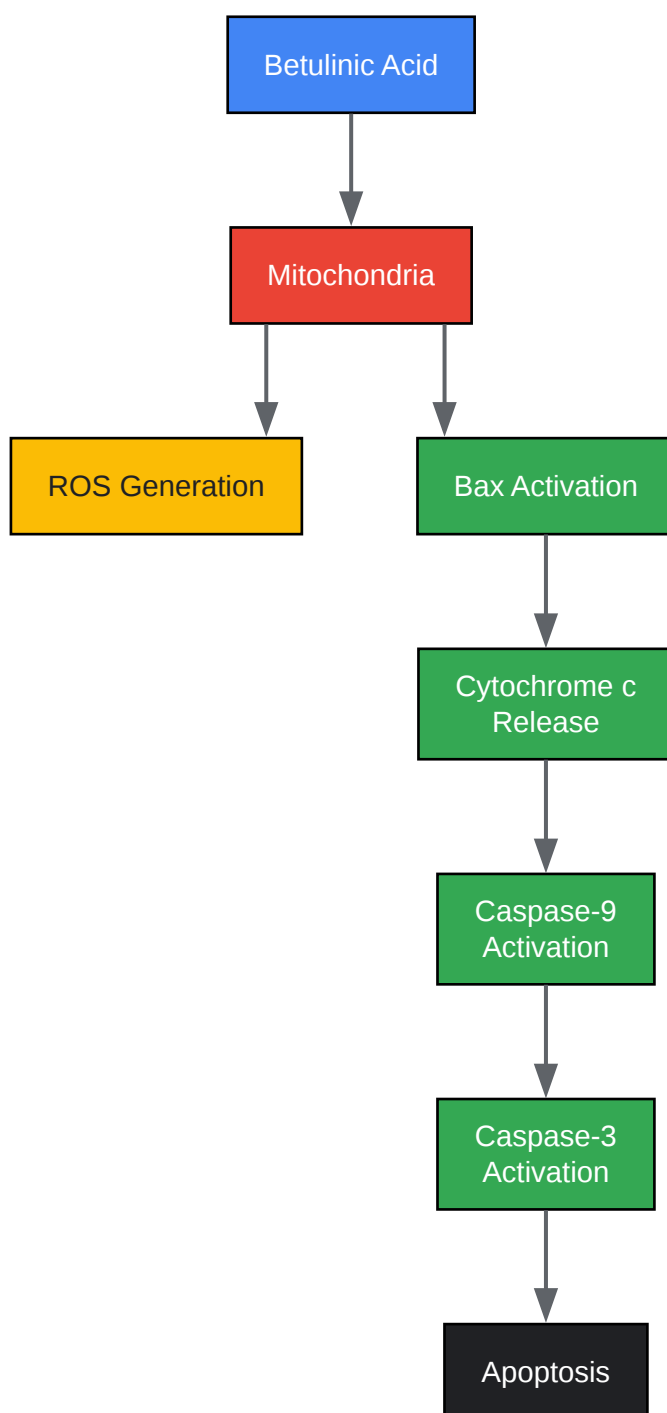 Betulinic Acid
Mitochondria
ROS Generation
Bax Activation
Cytochrome c
Release
Caspase-9
Activation
Caspase-3
Activation
Apoptosis